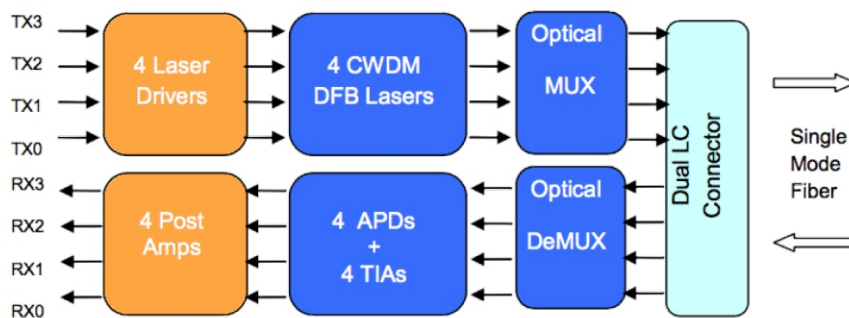 TX3
TX2
TX1
TX0
4 Laser
Drivers
4 CWDM
DFB Lasers
Optical
MUX
RX3
RX2
RX1
RX0
4 Post
Amps
4 APDs
+
4 TIAs
Optical
DeMUX
Dual LC
Connector
Single
Mode
Fiber